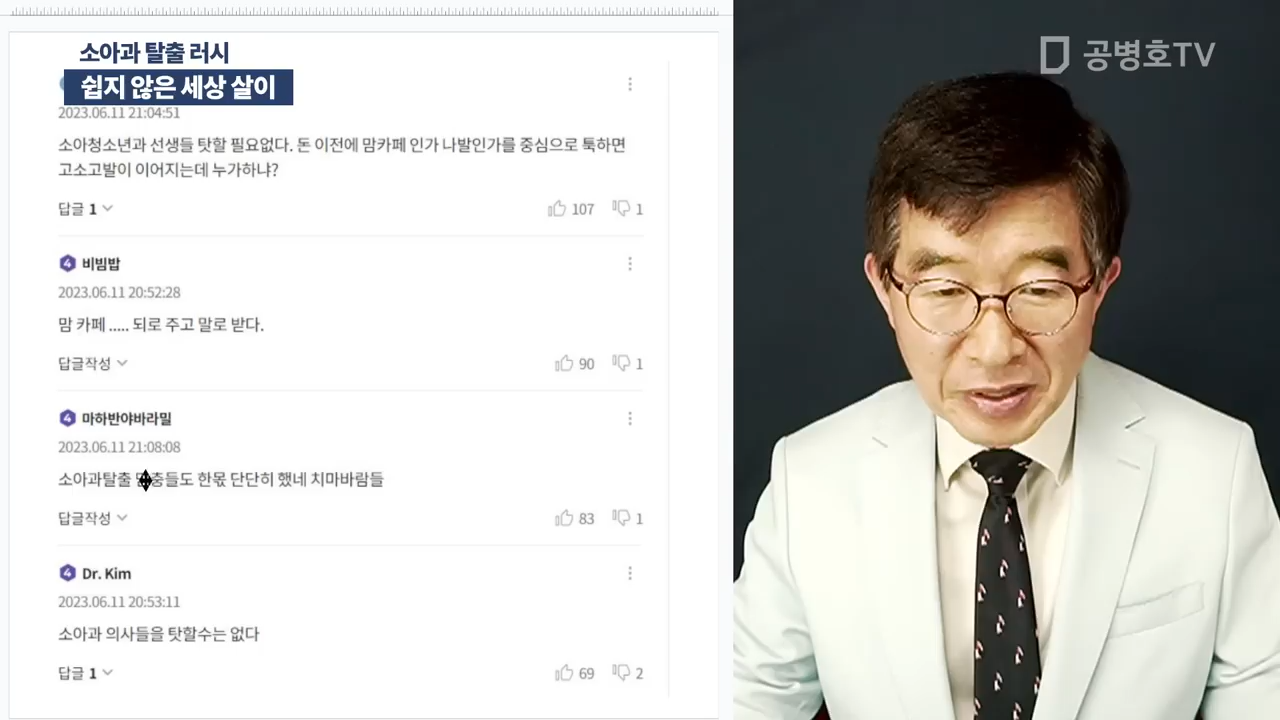 소아과 탈출 러시
쉽지 않은 세상 살이
공병호TV
2023.06.11 21:04:51
소아청소년과 선생들 탓할 필요없다. 돈 이전에 맘카페 인가 나발인가를 중심으로 툭하면
고소고발이 이어지는데 누가하냐?
답글 1
107
1
4 비빔밥
2023.06.11 20:52:28
맘 카페 ..... 되로 주고 말로 받다.
답글작성
90
1
4 마하반야바라밀
2023.06.11 21:08:08
소아과탈출 한몫 단단히 했네 치마바람들
답글작성
83
1
4 Dr. Kim
2023.06.11 20:53:11
소아과 의사들을 탓할수는 없다
답글 1
69
2